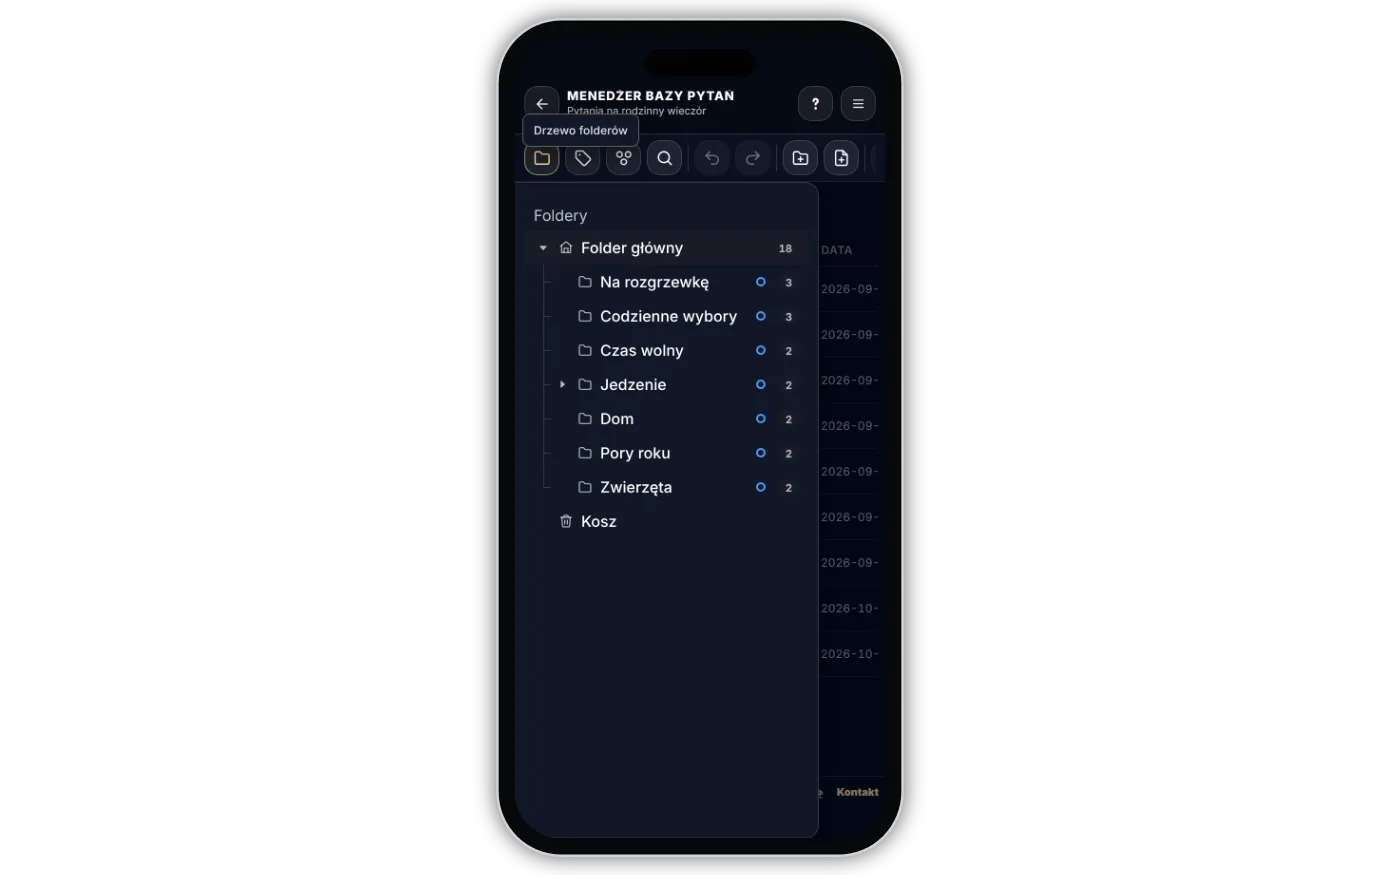 MENEDŻER BAZY PYTAŃ
Pytania na rodzinny wieczór
?
Drzewo folderów
Foldery
Folder główny 18
DATA
Na rozgrzewkę 3
2026-09-
Codzienne wybory 3
2026-09-
Czas wolny 2
2026-09-
Jedzenie 2
2026-09-
Dom 2
2026-09-
Pory roku 2
2026-09-
Zwierzęta 2
2026-09-
Kosz
2026-10-
2026-10-
Kontakt